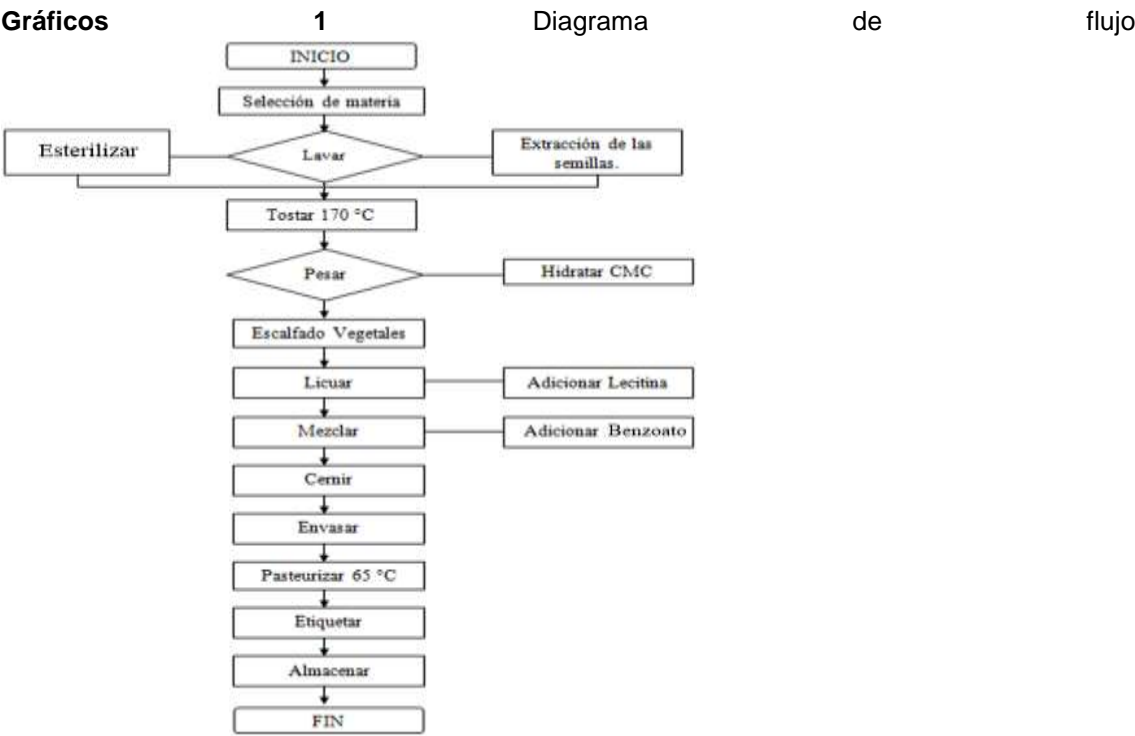 Gráficos 1 Diagrama de flujo
INICIO
Selección de materia
Esterilizar
Lavar
Extracción de las
semillas.
Tostar 170 °C
Pesar
Hidratar CMC
Escalfado Vegetales
Licuar
Adicionar Lecitina
Mezclar
Adicionar Benzoato
Cernir
Envasar
Pasteurizar 65 °C
Etiquetar
Almacenar
FIN